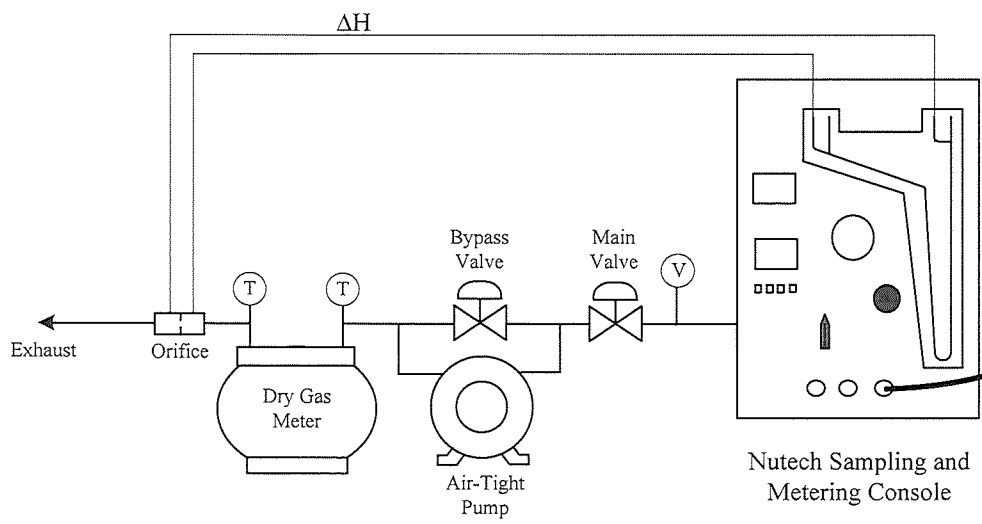 ΔH
Bypass
Valve
Main
Valve
T
T
V
Exhaust
Orifice
Dry Gas
Meter
Air-Tight
Pump
Nutech Sampling and
Metering Console